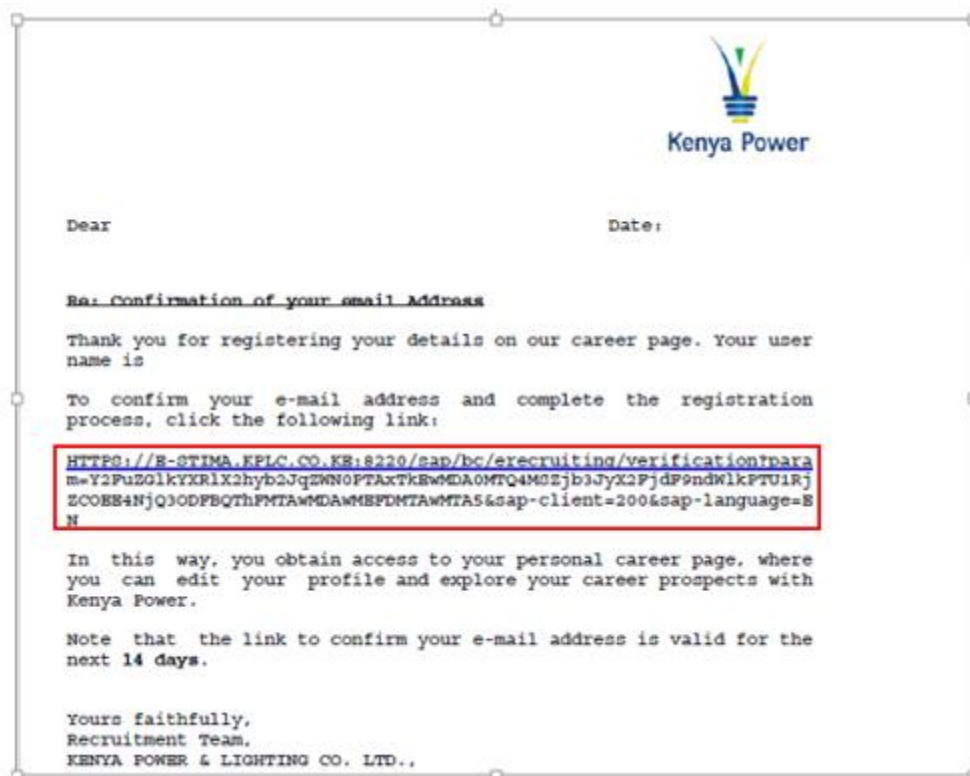 Kenya Power
Dear Date:
Re: Confirmation of your email Address
Thank you for registering your details on our career page. Your user
name is
To confirm your e-mail address and complete the registration
process, click the following link:
HTTPS://E-STIMA.KPLC.CO.KE:8220/sap/bc/erecruiting/verification?para
In this way, you obtain access to your personal career page, where
you can edit your profile and explore your career prospects with
Kenya Power.
Note that the link to confirm your e-mail address is valid for the
next 14 days.
Yours faithfully,
Recruitment Team,
KENYA POWER & LIGHTING CO. LTD.,